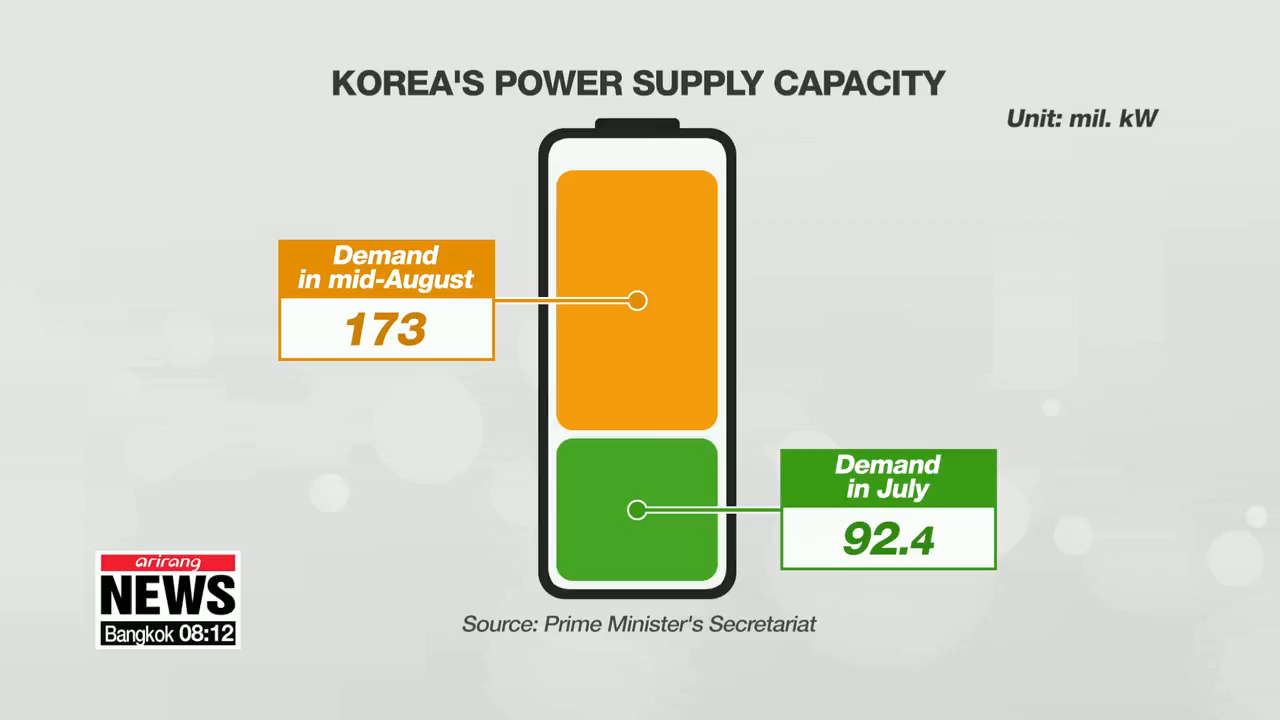 KOREA'S POWER SUPPLY CAPACITY
Unit: mil. kW
Demand
in mid-August
173
Demand
in July
92.4
arirang
NEWS
Bangkok 08:12
Source: Prime Minister's Secretariat